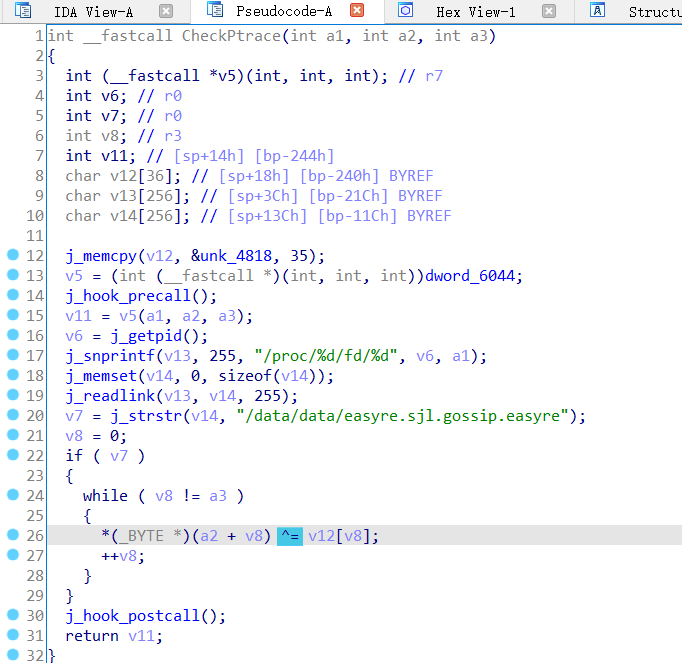 IDA View-A Pseudocode-A Hex View-1 A Structu
1 int __fastcall CheckPtrace(int a1, int a2, int a3)
2 {
3 int (__fastcall *v5)(int, int, int); // r7
4 int v6; // r0
5 int v7; // r0
6 int v8; // r3
7 int v11; // [sp+14h] [bp-244h]
8 char v12[36]; // [sp+18h] [bp-240h] BYREF
9 char v13[256]; // [sp+3Ch] [bp-21Ch] BYREF
10 char v14[256]; // [sp+13Ch] [bp-11Ch] BYREF
11
12 j_memcpy(v12, &unk_4818, 35);
13 v5 = (int (__fastcall *)(int, int, int))dword_6044;
14 j_hook_precall();
15 v11 = v5(a1, a2, a3);
16 v6 = j_getpid();
17 j_snprintf(v13, 255, "/proc/%d/fd/%d", v6, a1);
18 j_memset(v14, 0, sizeof(v14));
19 j_readlink(v13, v14, 255);
20 v7 = j_strstr(v14, "/data/data/easyre.sjl.gossip.easyre");
21 v8 = 0;
22 if ( v7 )
23 {
24 while ( v8 != a3 )
25 {
26 *(_BYTE *)(a2 + v8) ^= v12[v8];
27 ++v8;
28 }
29 }
30 j_hook_postcall();
31 return v11;
32 }